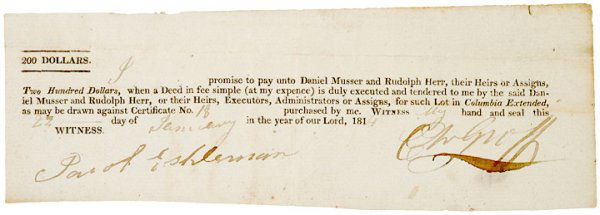 200 DOLLARS.
I promise to pay unto Daniel Musser and Rudolph Herr, their Heirs or Assigns,
Two Hundred Dollars, when a Deed in fee simple (at my expence) is duly executed and tendered to me by the said Dan-
iel Musser and Rudolph Herr, or their Heirs, Executors, Administrators or Assigns, for such Lot in Columbia Extended,
as may be drawn against Certificate No. 18 purchased by me. WITNESS my hand and seal this
22 day of January in the year of our Lord, 181
WITNESS.
Jacob Eshleman